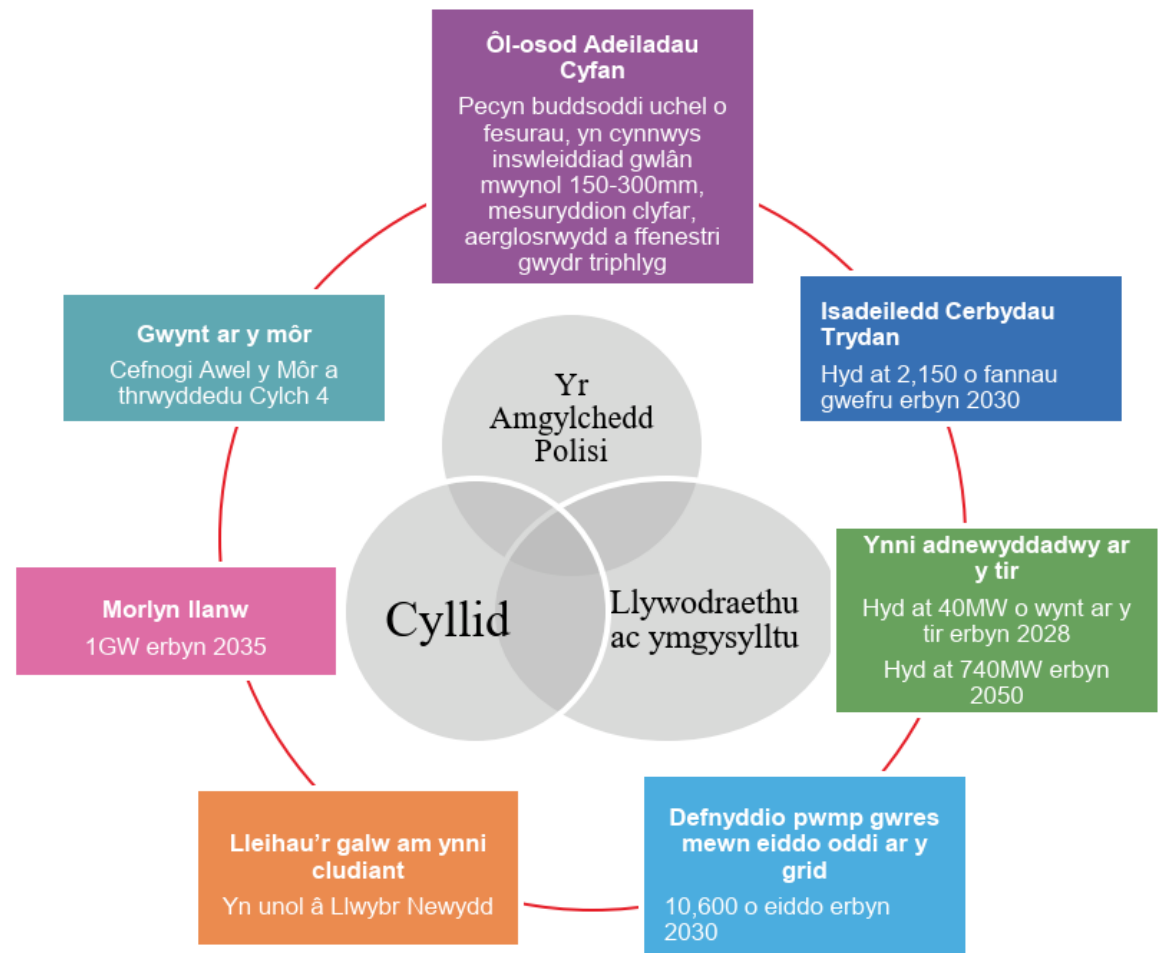 Ôl-osod Adeiladau
Cyfan
Pecyn buddsoddi uchel o
fesurau, yn cynnwys
inswleiddiad gwlân
mwynol 150-300mm,
mesuryddion clyfar,
aerglosrwydd a ffenestri
gwydr triphlyg
Isadeiledd Cerbydau
Trydan
Hyd at 2,150 o fannau
gwefru erbyn 2030
Ynni adnewyddadwy ar
y tir
Hyd at 40MW o wynt ar y
tir erbyn 2028
Hyd at 740MW erbyn
2050
Defnyddio pwmp gwres
mewn eiddo oddi ar y
grid
10,600 o eiddo erbyn
2030
Lleihau'r galw am ynni
cludiant
Yn unol â Llwybr Newydd
Morlyn llanw
1GW erbyn 2035
Gwynt ar y môr
Cefnogi Awel y Môr a
thrwyddedu Cylch 4
Yr
Amgylchedd
Polisi
Llywodraethu
ac ymgysylltu
Cyllid